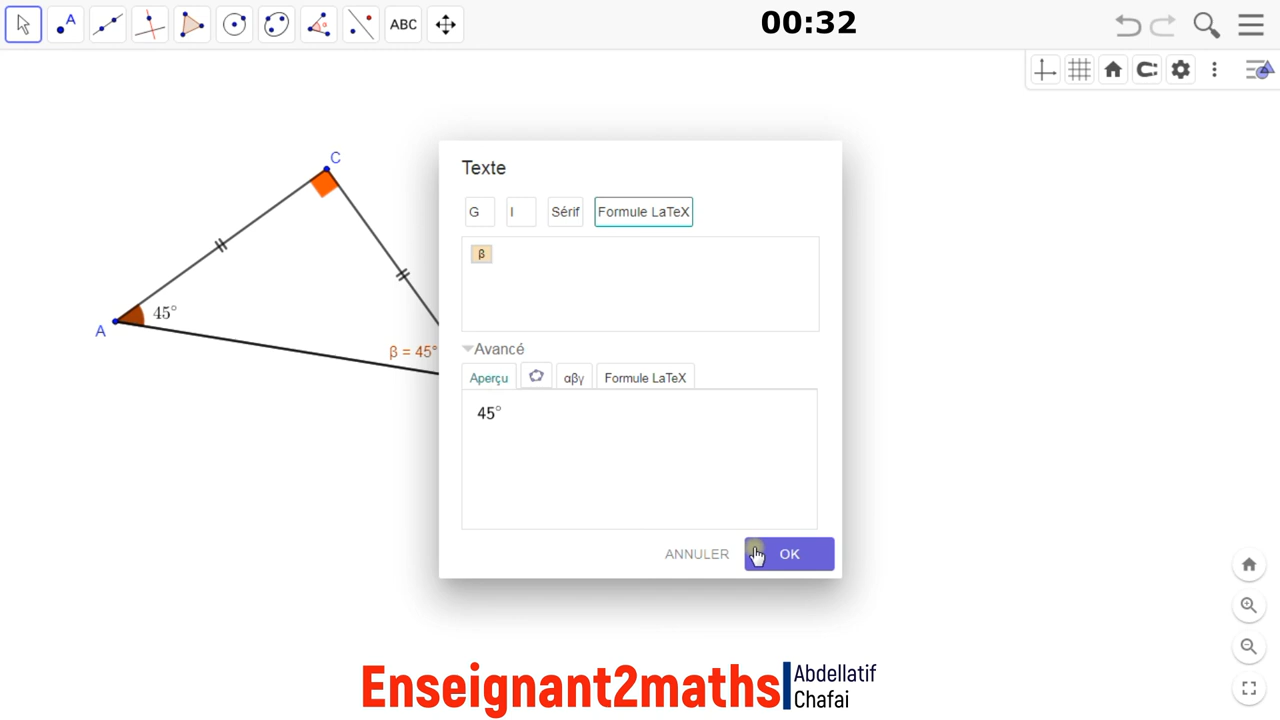 ABC
00:32
C
A
45°
β = 45°
Texte
G I Sérif Formule LaTeX
β
Avancé
Aperçu αβγ Formule LaTeX
45°
ANNULER OK
Enseignant2maths
Abdellatif
Chafai